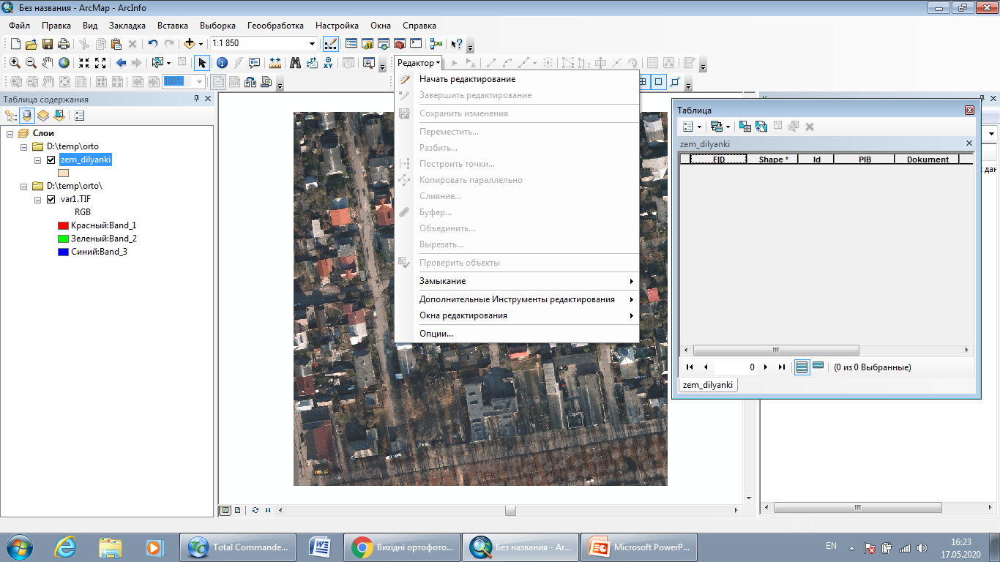 Без названия - ArcMap - ArcInfo
Файл Правка Вид Закладка Вставка Выборка Геообработка Настройка Окна Справка
1:1 850
Редактор
100%
Начать редактирование
Завершить редактирование
Сохранить изменения
Переместить...
Разбить...
Построить точки...
Копировать параллельно
Слияние...
Буфер...
Объединить...
Вырезать...
Проверить объекты
Замыкание
Дополнительные Инструменты редактирования
Окна редактирования
Опции...
Таблица содержания
Слои
D:\temp\orto
zem_dilyanki
D:\temp\orto\
var1.TIF
RGB
Красный:Band_1
Зеленый:Band_2
Синий:Band_3
Таблица
zem_dilyanki
FID Shape * Id PIB Dokument
0 (0 из 0 Выбранные)
zem_dilyanki
Total Commande... Вихідні ортофото... Без названия - Ar... Microsoft PowerP...
EN 16:23
17.05.2020